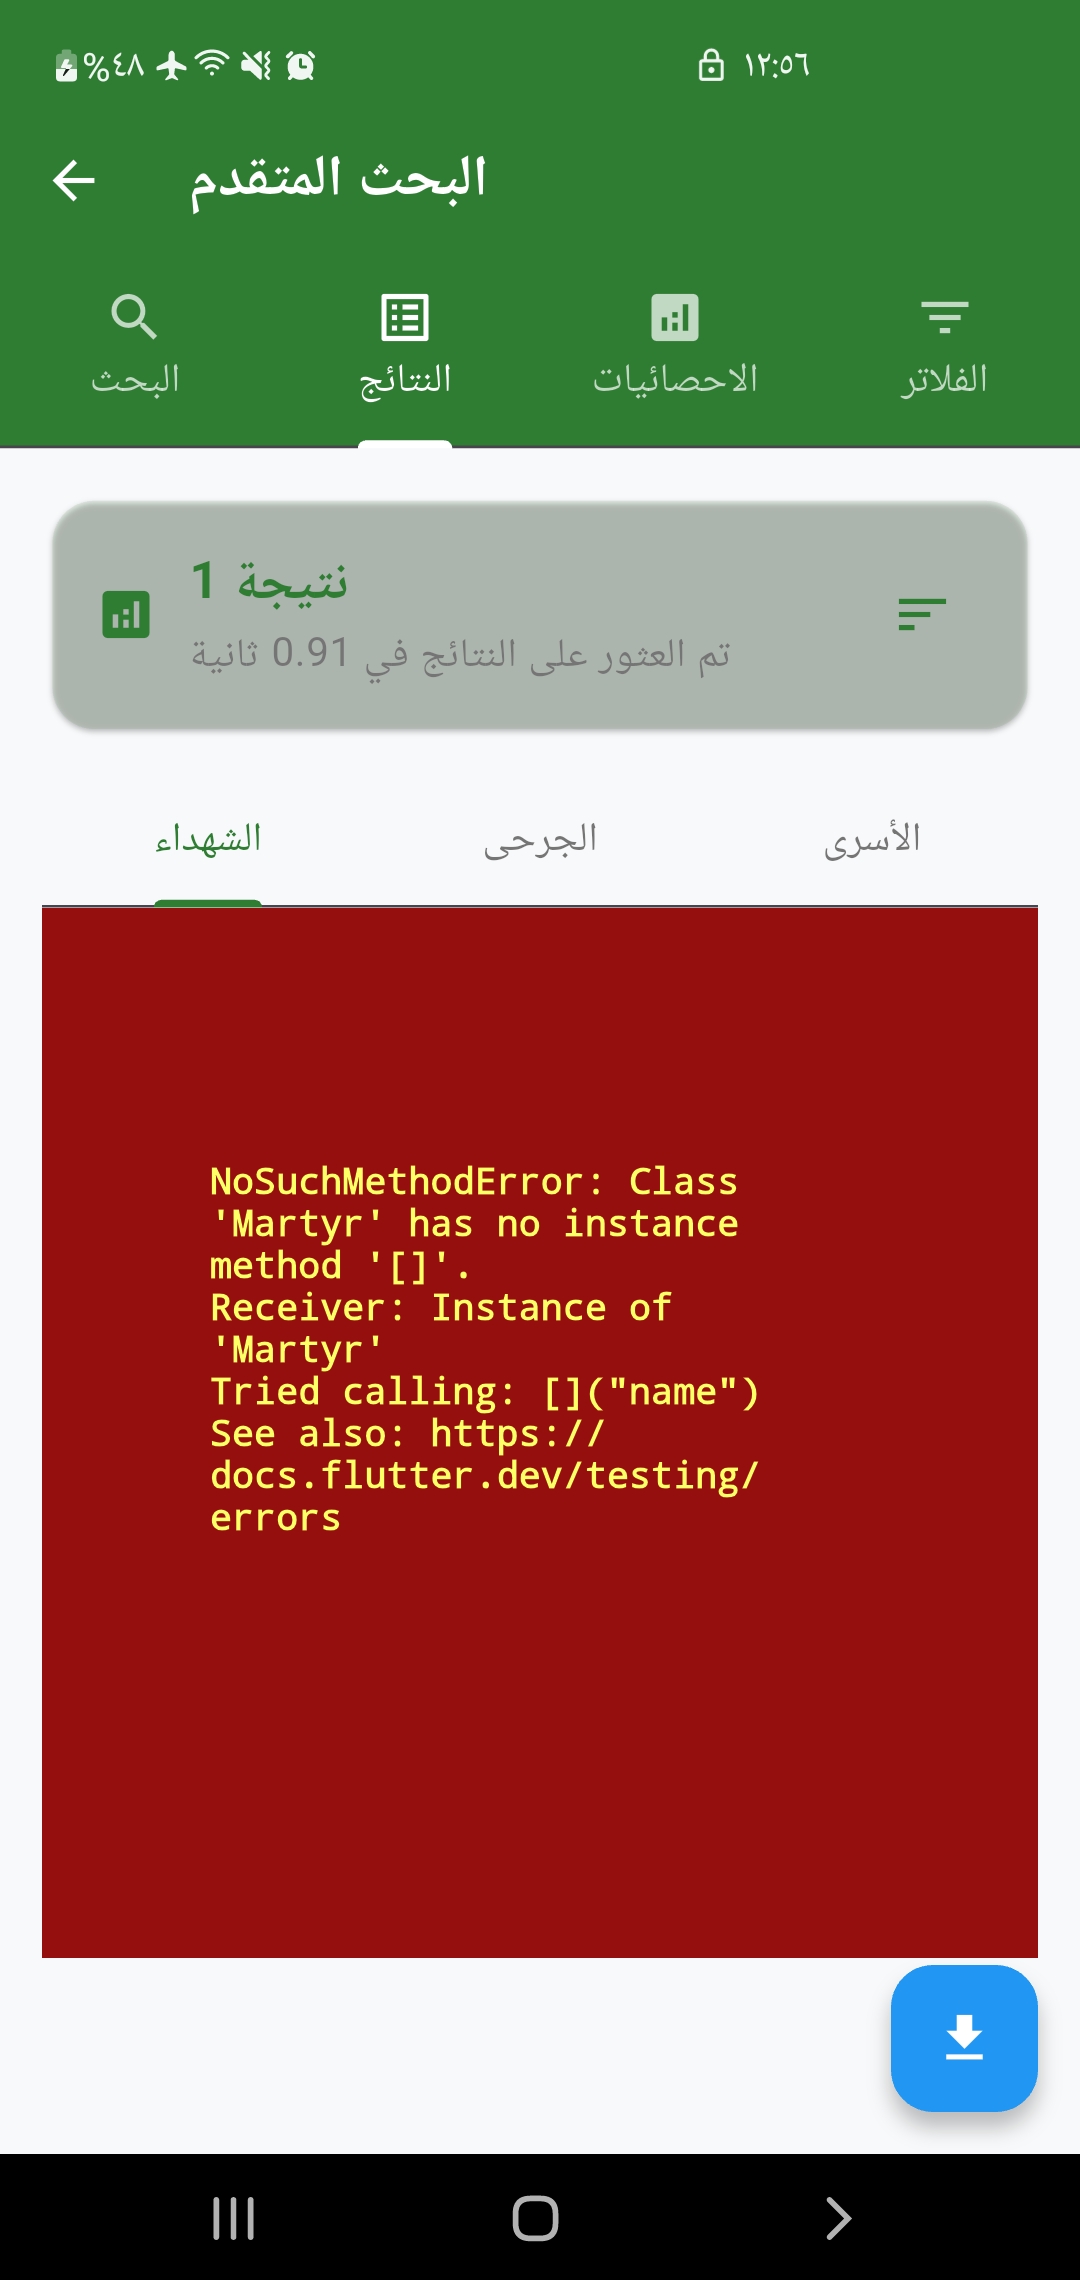 %٤٨
١٢:٥٦
البحث المتقدم
البحث
النتائج
الاحصائيات
الفلاتر
1 نتيجة
تم العثور على النتائج في 0.91 ثانية
الشهداء
الجرحى
الأسرى
NoSuchMethodError: Class
'Martyr' has no instance
method '[]'.
Receiver: Instance of
'Martyr'
Tried calling: []("name")
See also: https://
docs.flutter.dev/testing/
errors